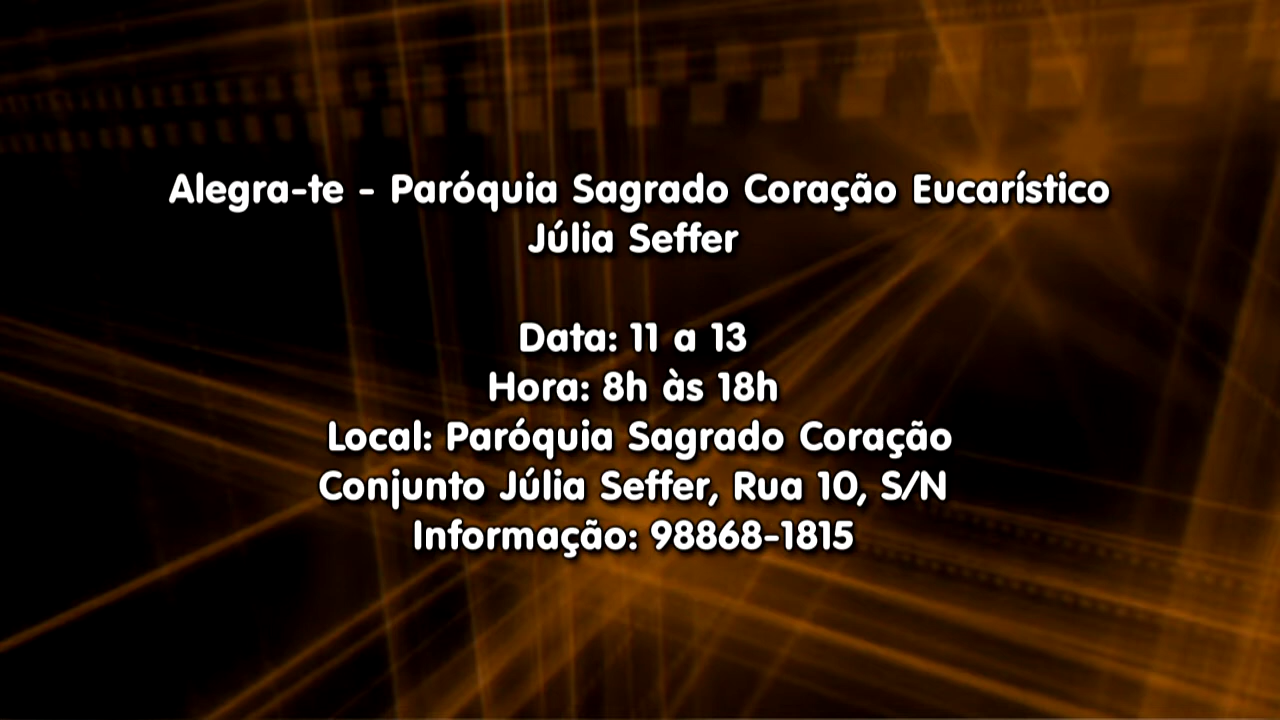 Alegra-te - Paróquia Sagrado Coração Eucarístico
Júlia Seffer
Data: 11 a 13
Hora: 8h às 18h
Local: Paróquia Sagrado Coração
Conjunto Júlia Seffer, Rua 10, S/N
Informação: 98868-1815